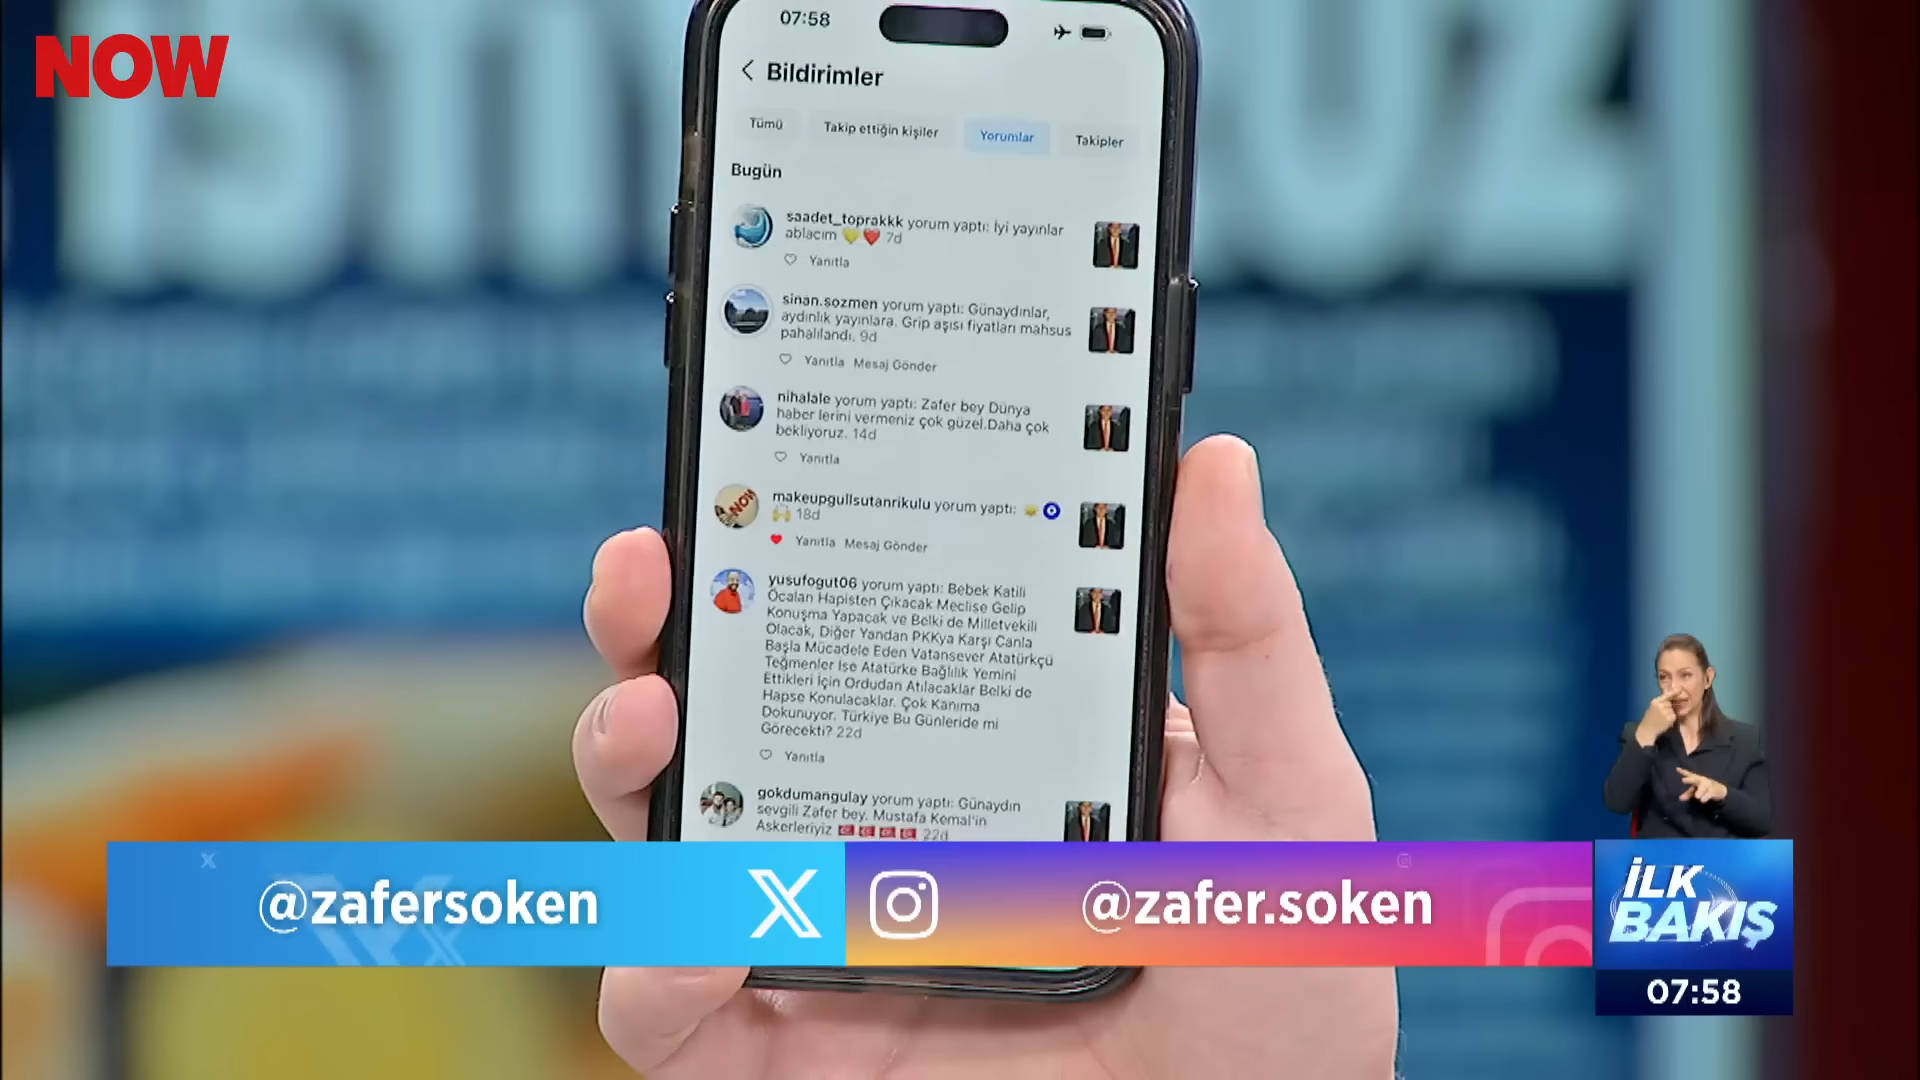 NOW
07:58
Bildirimler
Tümü
Takip ettiğin kişiler
Yorumlar
Takipler
Bugün
saadet_toprakkk yorum yaptı: İyi yayınlar
ablacım 💛❤️ 7d
Yanıtla
sinan.sozmen yorum yaptı: Günaydınlar,
aydınlık yayınlara. Grip aşısı fiyatları mahsus
pahalılandı. 9d
Yanıtla Mesaj Gönder
nihalale yorum yaptı: Zafer bey Dünya
haber lerini vermeniz çok güzel.Daha çok
bekliyoruz. 14d
Yanıtla
NOW
makeupgullsutanrikulu yorum yaptı: 🧿
🙌 18d
Yanıtla Mesaj Gönder
yusufogut06 yorum yaptı: Bebek Katili
Öcalan Hapisten Çıkacak Meclise Gelip
Konuşma Yapacak ve Belki de Milletvekili
Olacak, Diğer Yandan PKKya Karşı Canla
Başla Mücadele Eden Vatansever Atatürkçü
Teğmenler İse Atatürke Bağlılık Yemini
Ettikleri İçin Ordudan Atılacaklar Belki de
Hapse Konulacaklar. Çok Kanıma
Dokunuyor. Türkiye Bu Günleride mi
Görecekti? 22d
Yanıtla
gokdumangulay yorum yaptı: Günaydın
sevgili Zafer bey. Mustafa Kemal'in
Askerleriyiz 🇹🇷🇹🇷🇹🇷🇹🇷 22d
@zafersoken
@zafer.soken
İLK
BAKIŞ
07:58